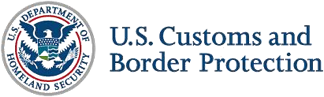 U.S. DEPARTMENT OF
HOMELAND SECURITY
U.S. Customs and
Border Protection